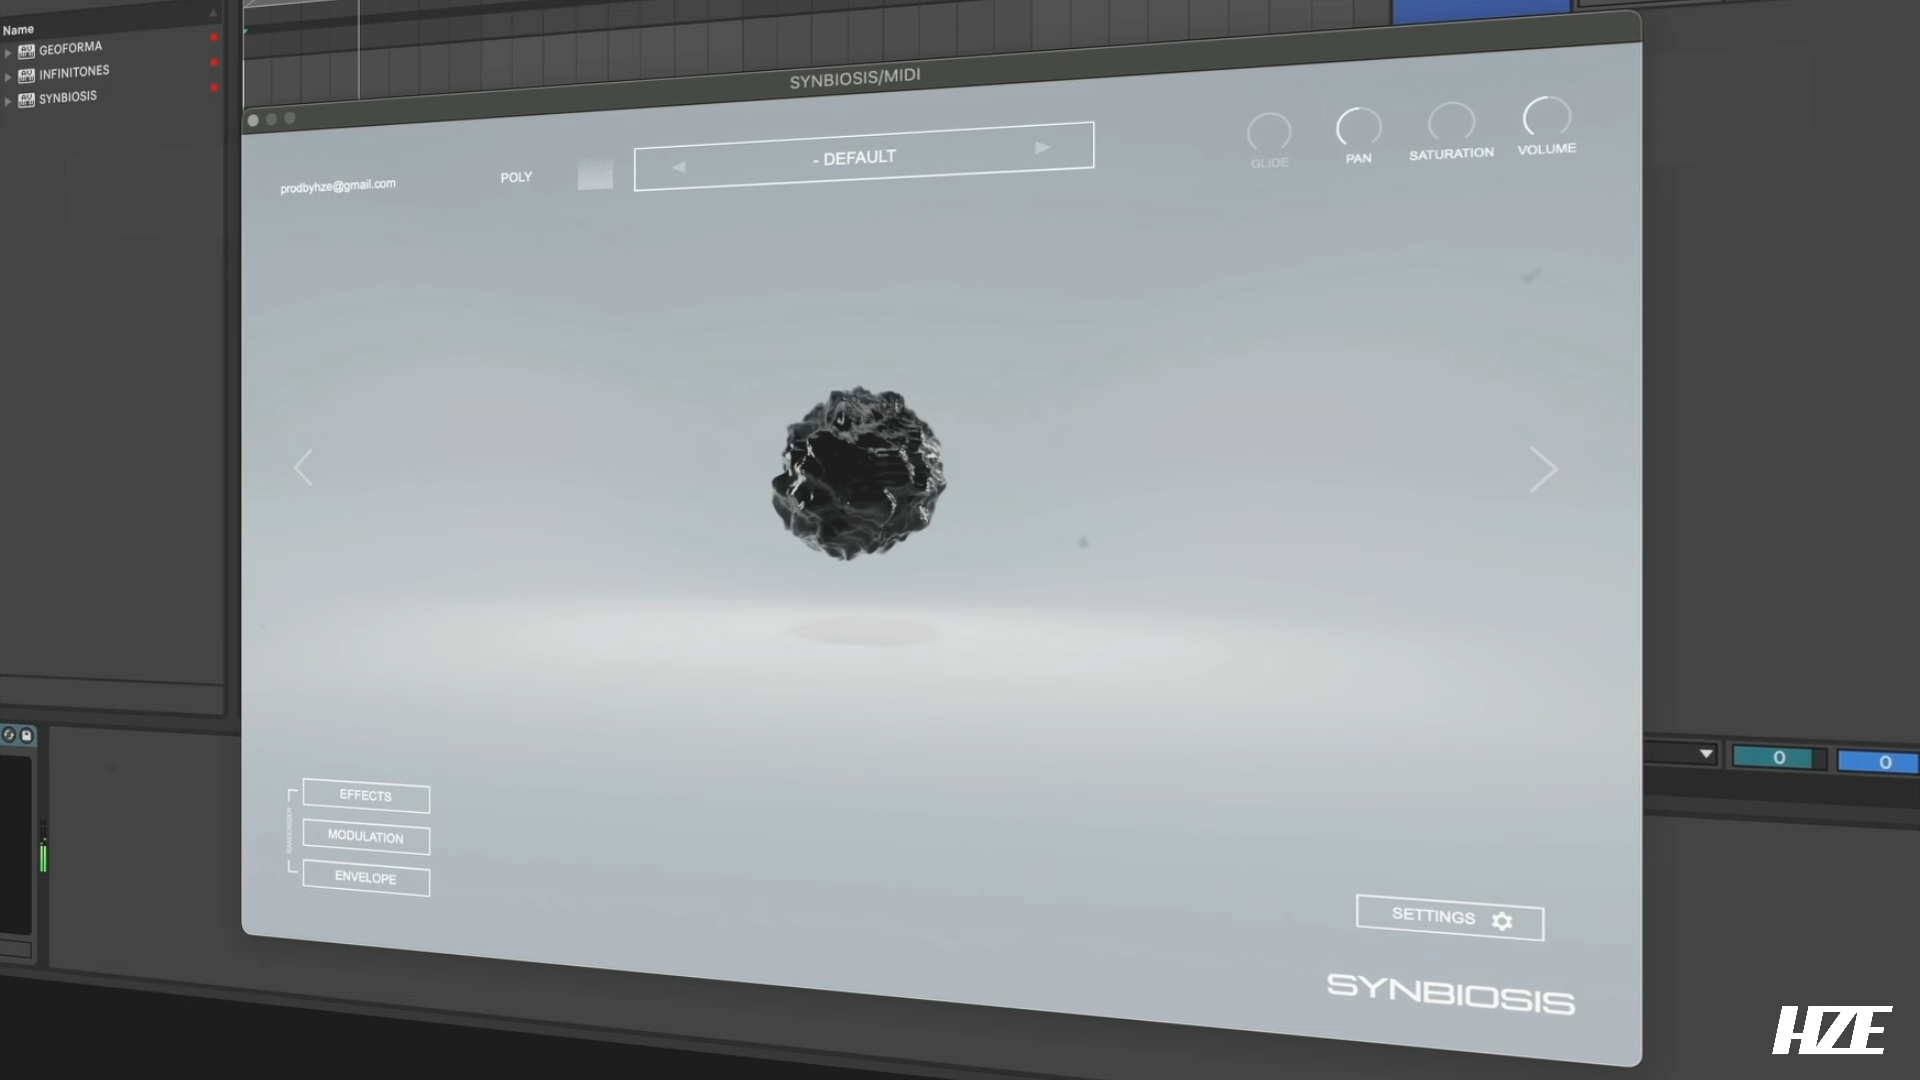 Name
GEOFORMA
INFINITONES
SYNBIOSIS
SYNBIOSIS/MIDI
prodbyhze@gmail.com
POLY
- DEFAULT
GLIDE
PAN
SATURATION
VOLUME
RANDOMIZER
EFFECTS
MODULATION
ENVELOPE
SETTINGS
SYNBIOSIS
0
0
HZE